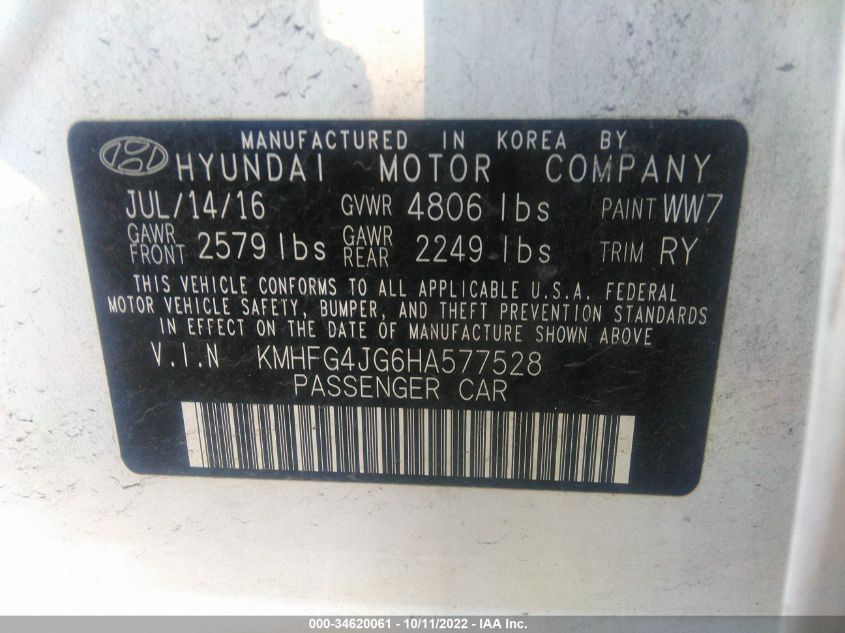 MANUFACTURED IN KOREA BY
HYUNDAI MOTOR COMPANY
JUL/14/16 GVWR 4806 lbs PAINT WW7
GAWR FRONT 2579 lbs GAWR REAR 2249 lbs TRIM RY
THIS VEHICLE CONFORMS TO ALL APPLICABLE U.S.A. FEDERAL
MOTOR VEHICLE SAFETY, BUMPER, AND THEFT PREVENTION STANDARDS
IN EFFECT ON THE DATE OF MANUFACTURE SHOWN ABOVE
V.I.N KMHFG4JG6HA577528
PASSENGER CAR
000-34620061 - 10/11/2022 - IAA Inc.